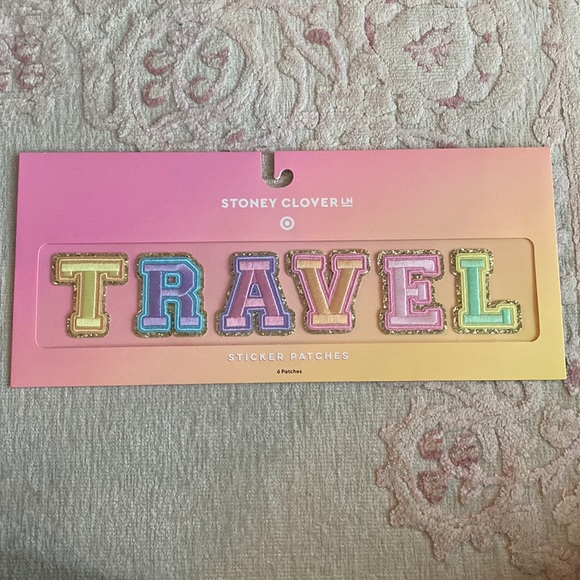 STONEY CLOVER LN
TRAVEL
STICKER PATCHES
6 Patches